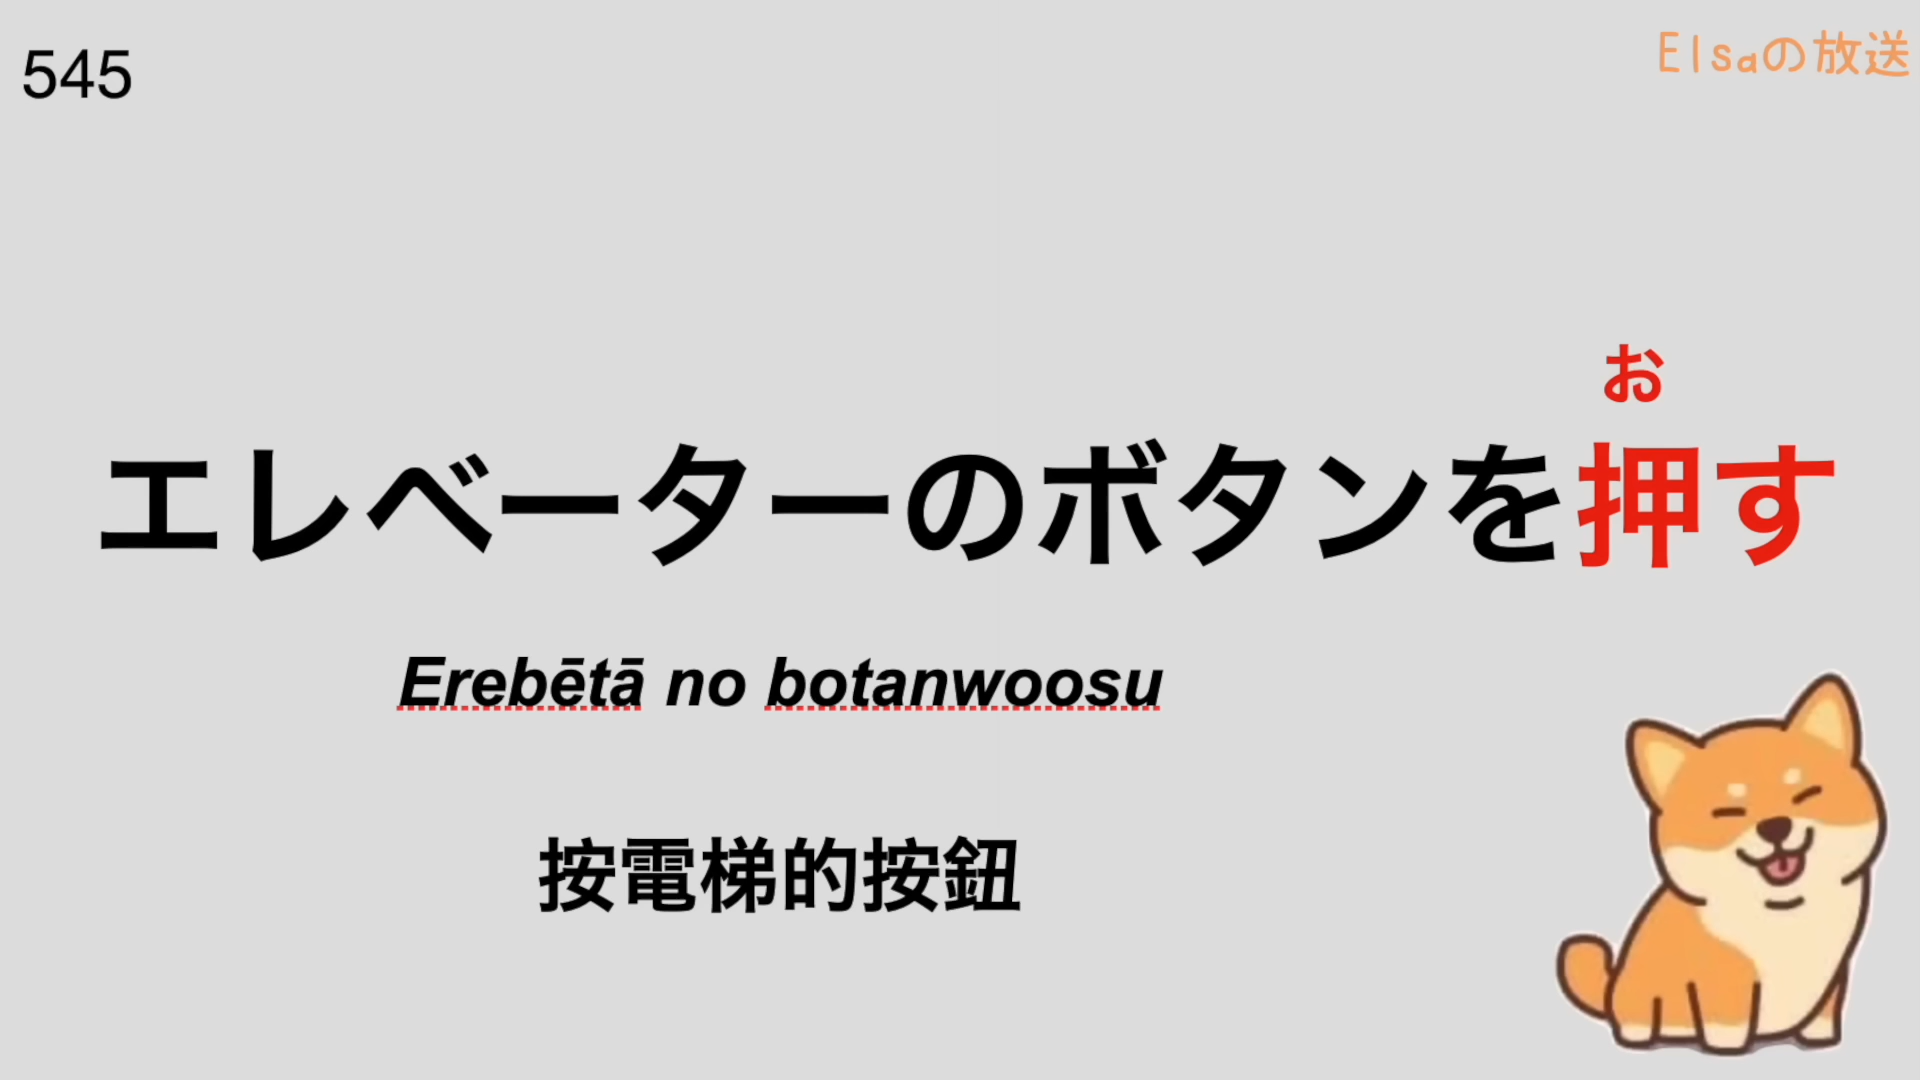 545
Elsaの放送
お
エレベーターのボタンを押す
Erebētā no botanwoosu
按電梯的按鈕